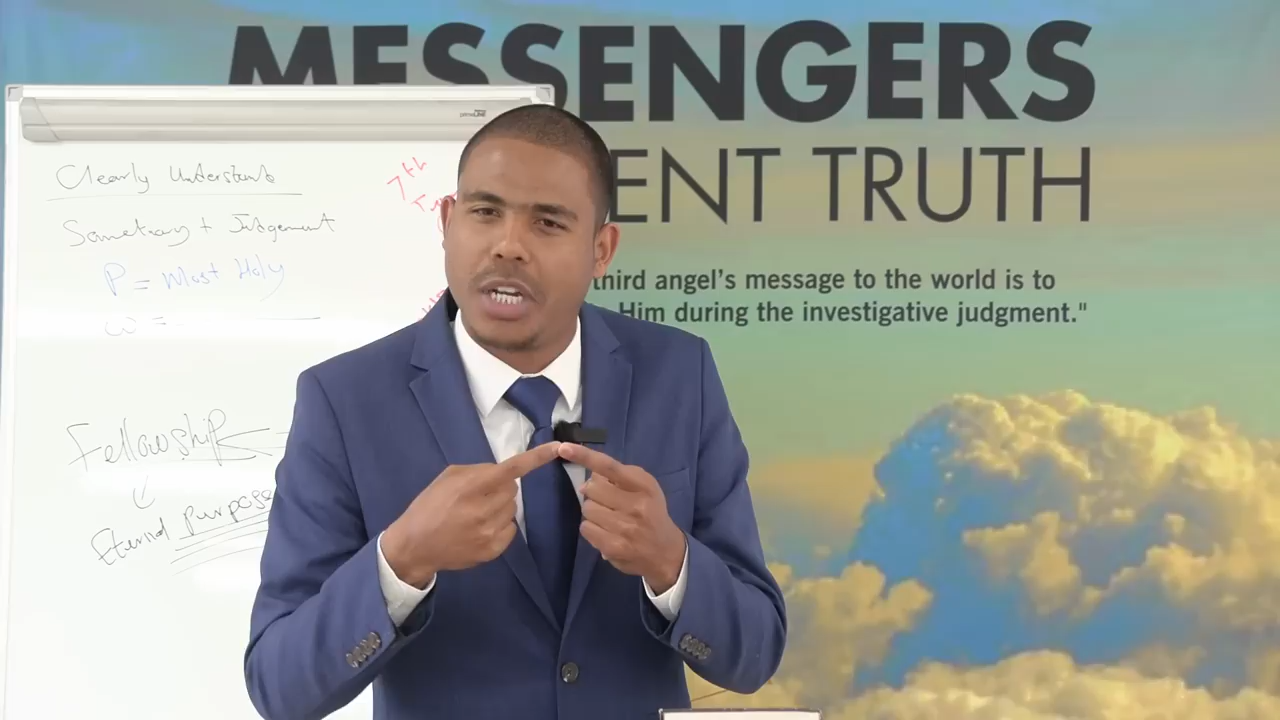 MESSENGERS
ENT TRUTH
third angel's message to the world is to
Him during the investigative judgment."
Clearly Understand
Sanctuary + Judgement
P = Most Holy
W =
7th
Fellowship
Eternal Purpose